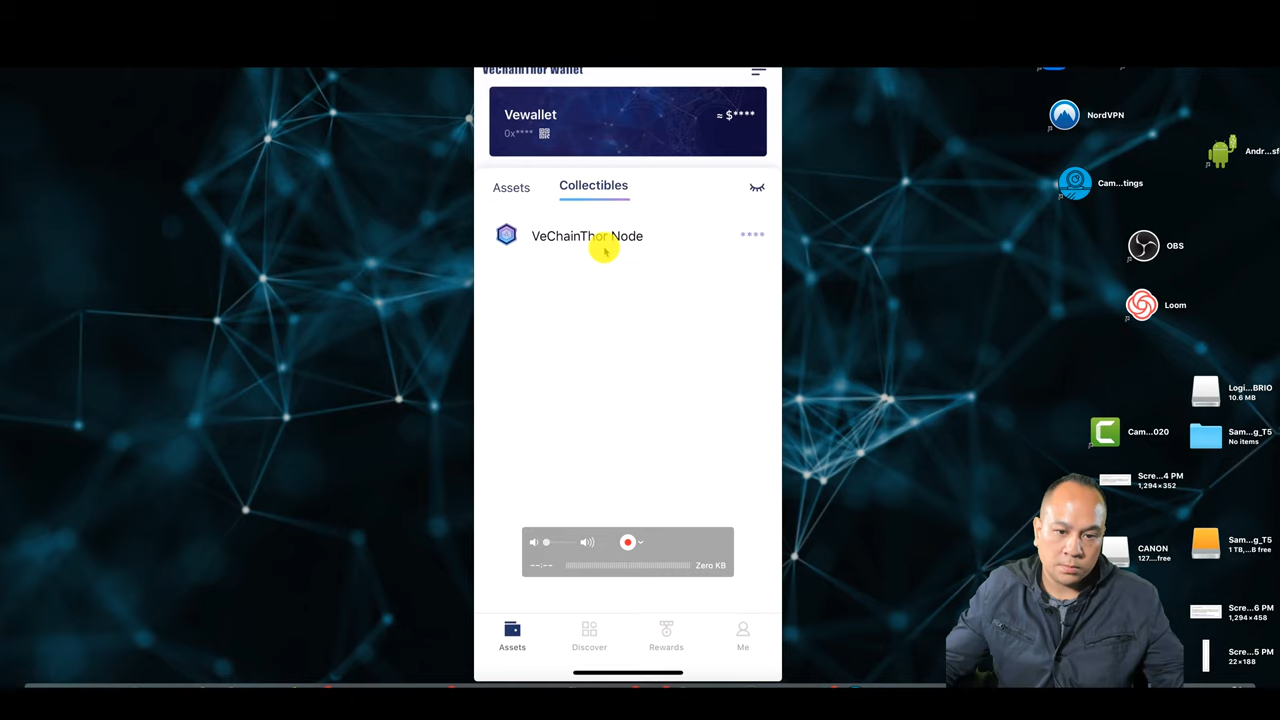 VeChainThor Wallet
Vewallet
≈ $****
0x****
Assets
Collectibles
VeChainThor Node
****
--:--
Zero KB
Assets
Discover
Rewards
Me
NordVPN
Andr...sf
Cam...tings
OBS
Loom
Logi...BRIO
10.6 MB
Cam...020
Sam...g_T5
No items
Scre...4 PM
1,294×352
Sam...g_T5
1 TB,...B free
CANON
127....free
Scre...6 PM
1,294×458
Scre...5 PM
22×188